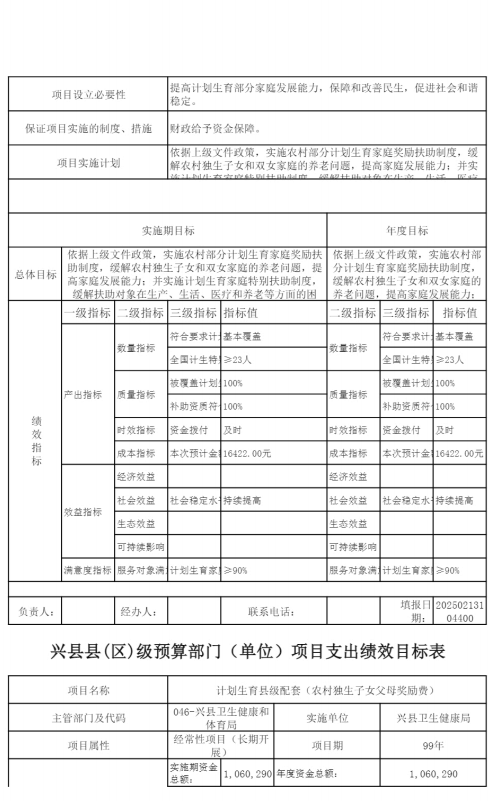 项目设立必要性
提高计划生育部分家庭发展能力，保障和改善民生，促进社会和谐
稳定。
保证项目实施的制度、措施
财政给予资金保障。
项目实施计划
依据上级文件政策，实施农村部分计划生育家庭奖励扶助制度，缓
解农村独生子女和双女家庭的养老问题，提高家庭发展能力；并实
实施期目标
年度目标
总体目标
依据上级文件政策，实施农村部分计划生育家庭奖励扶
助制度，缓解农村独生子女和双女家庭的养老问题，提
高家庭发展能力；并实施计划生育家庭特别扶助制度，
缓解扶助对象在生产、生活、医疗和养老等方面的困
依据上级文件政策，实施农村部
分计划生育家庭奖励扶助制度，
缓解农村独生子女和双女家庭的
养老问题，提高家庭发展能力；
绩
效
指
标
一级指标 二级指标 三级指标 指标值 二级指标 三级指标 指标值
产出指标
数量指标 符合要求计 基本覆盖 数量指标 符合要求计 基本覆盖
全国计生特 ≥23人 全国计生特 ≥23人
质量指标 被覆盖计划 100% 质量指标 被覆盖计划 100%
补助资质符 100% 补助资质符 100%
时效指标 资金拨付 及时 时效指标 资金拨付 及时
成本指标 本次预计金 16422.00元 成本指标 本次预计金 16422.00元
效益指标
经济效益 经济效益
社会效益 社会稳定水 持续提高 社会效益 社会稳定水 持续提高
生态效益 生态效益
可持续影响 可持续影响
满意度指标 服务对象满 计划生育家 ≥90% 服务对象满 计划生育家 ≥90%
负责人： 经办人： 联系电话： 填报日
期：
202502131
04400
兴县县(区)级预算部门（单位）项目支出绩效目标表
项目名称 计划生育县级配套（农村独生子女父母奖励费）
主管部门及代码
046-兴县卫生健康和
体育局
实施单位 兴县卫生健康局
项目属性
经常性项目（长期开
展）
项目期 99年
实施期资金
总额：
1,060,290 年度资金总额： 1,060,290